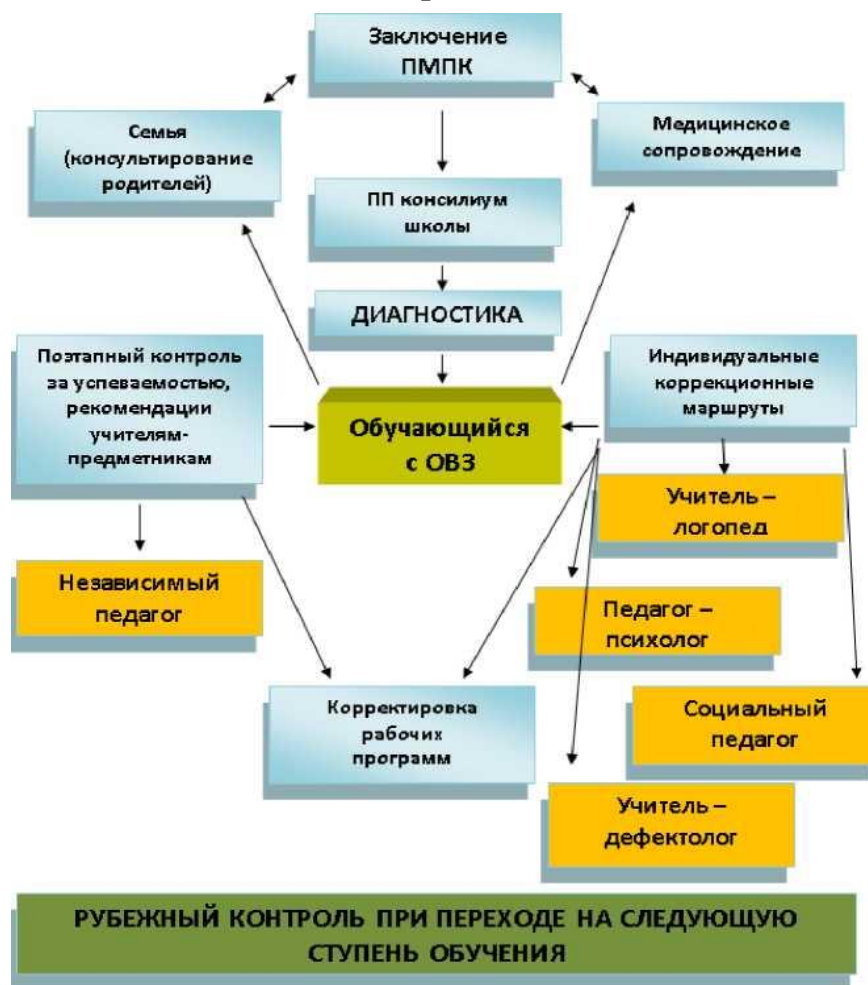 Заключение
ПМПК
Семья
(консультирование
родителей)
Медицинское
сопровождение
ПП консилиум
школы
ДИАГНОСТИКА
Поэтапный контроль
за успеваемостью,
рекомендации
учителям-
предметникам
Обучающийся
с ОВЗ
Индивидуальные
коррекционные
маршруты
Учитель –
логопед
Независимый
педагог
Педагог –
психолог
Корректировка
рабочих
программ
Социальный
педагог
Учитель –
дефектолог
РУБЕЖНЫЙ КОНТРОЛЬ ПРИ ПЕРЕХОДЕ НА СЛЕДУЮЩУЮ
СТУПЕНЬ ОБУЧЕНИЯ